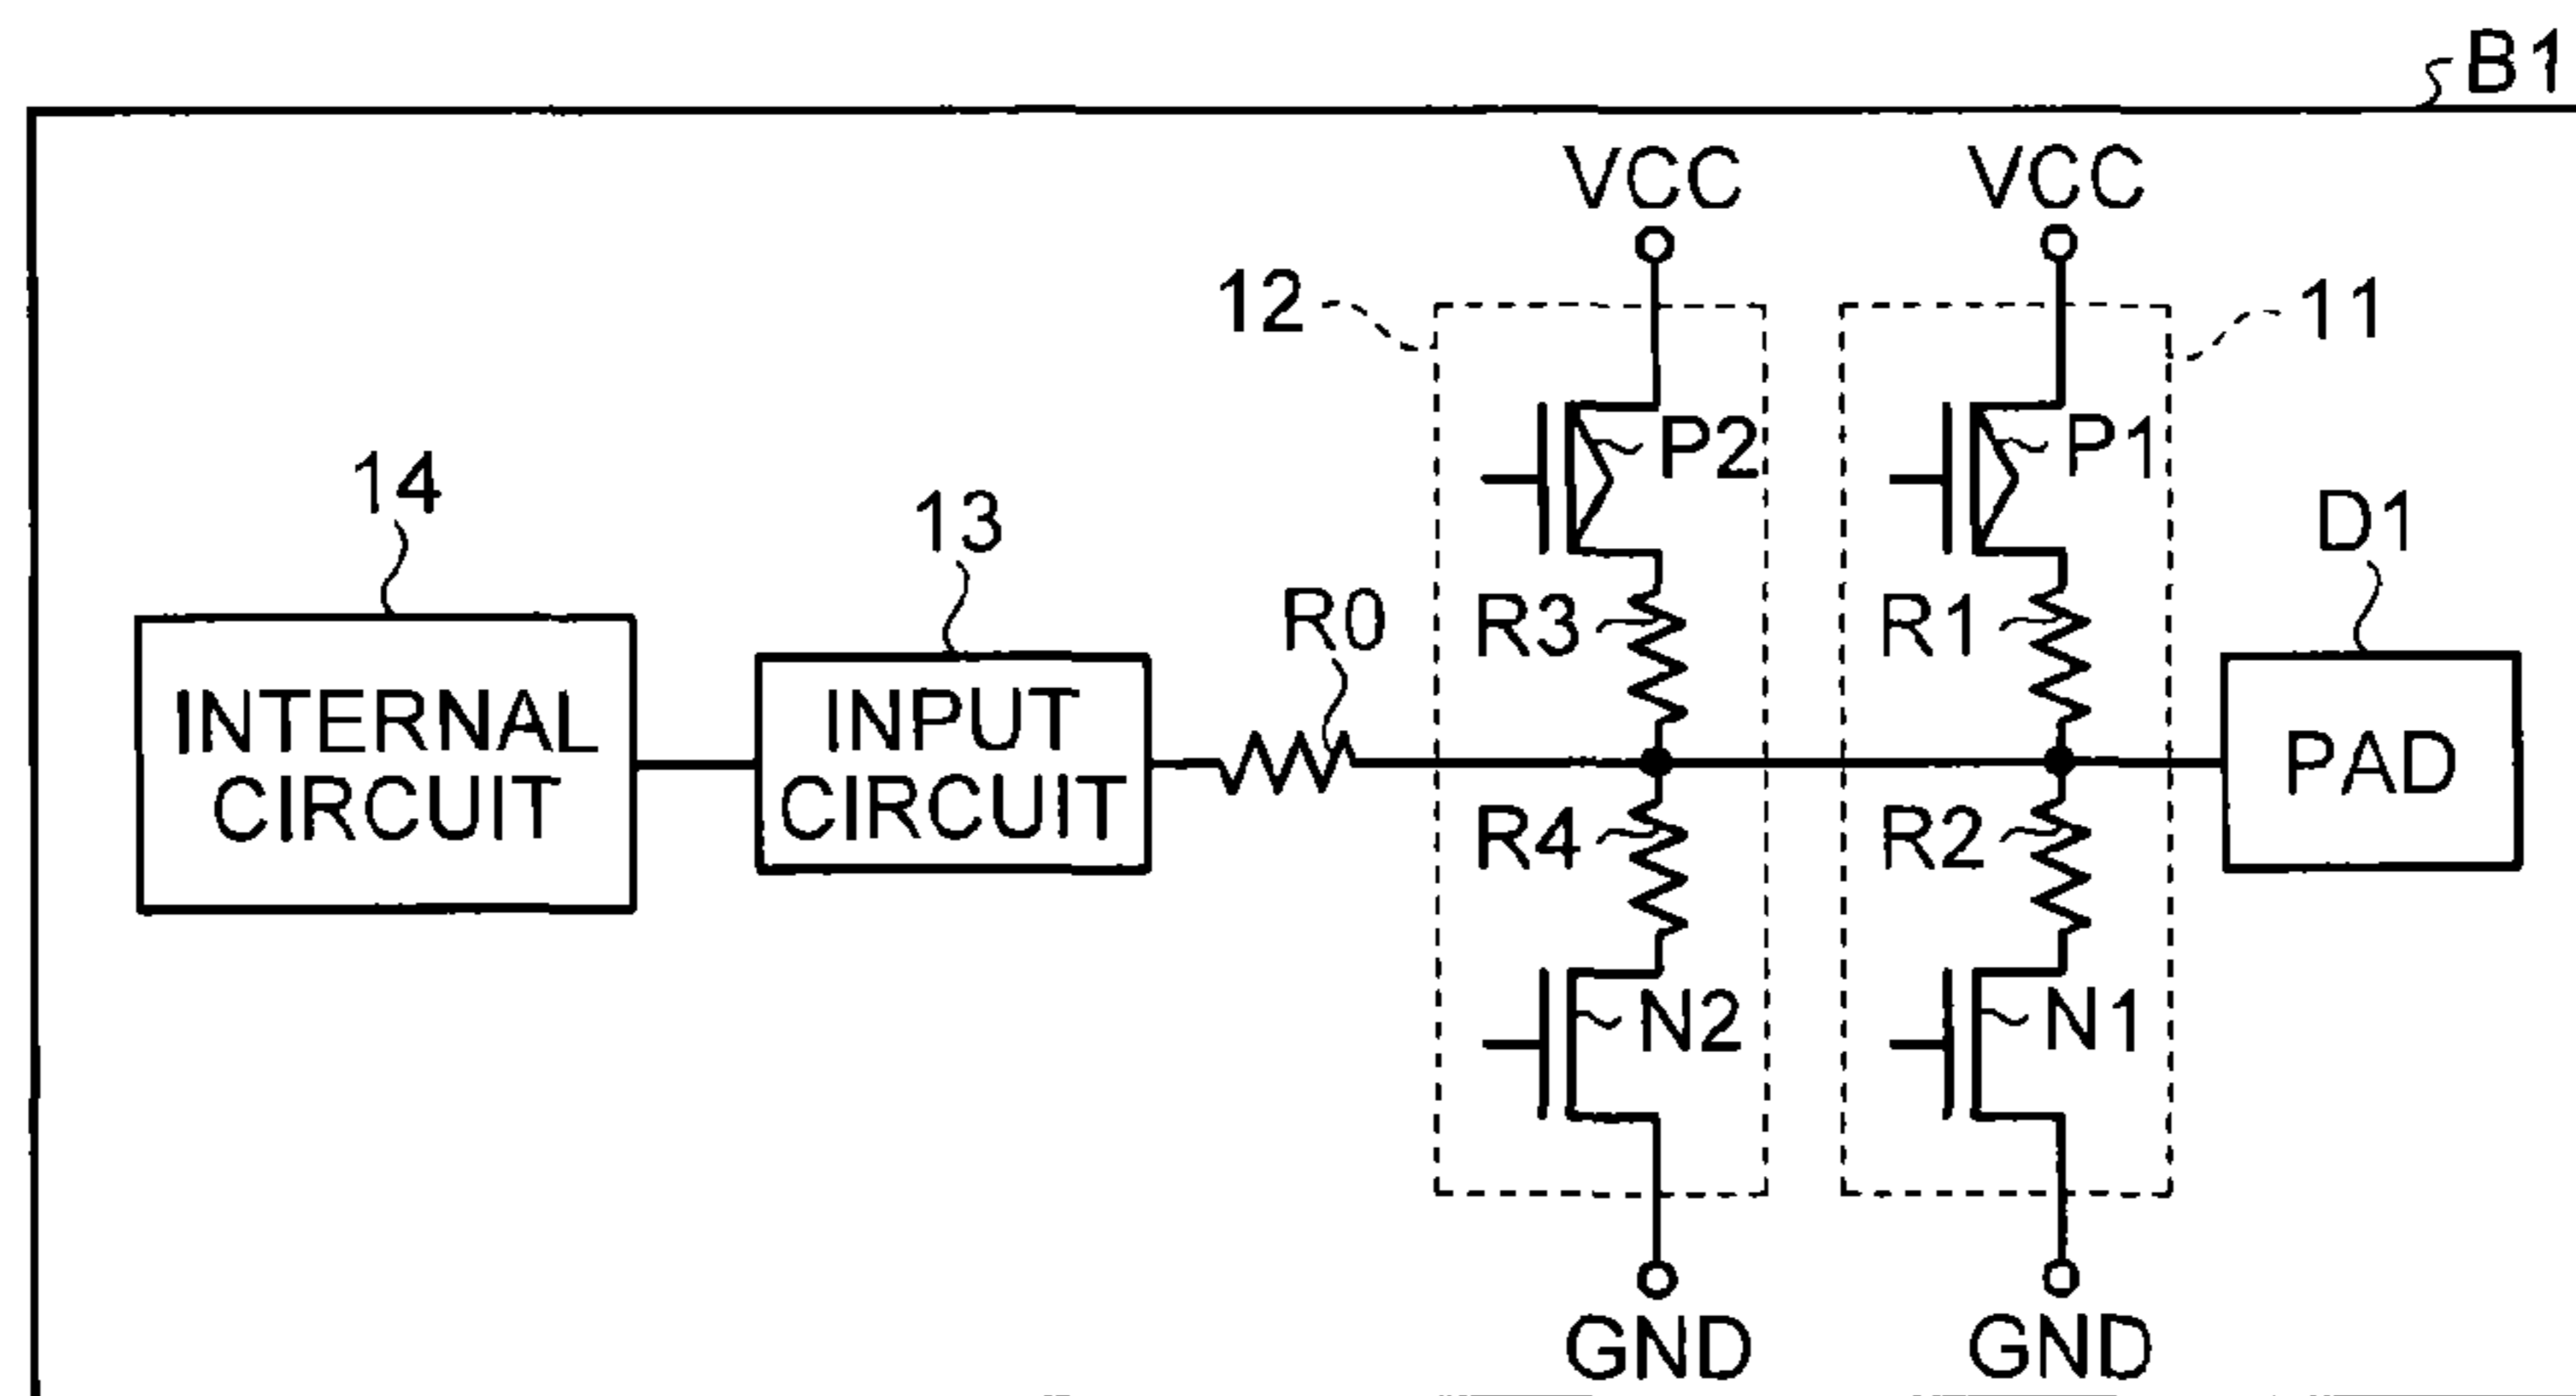 B1
VCC
VCC
12
11
P2
P1
14
13
D1
R0
R3
R1
INTERNAL
CIRCUIT
INPUT
CIRCUIT
PAD
R4
R2
N2
N1
GND
GND